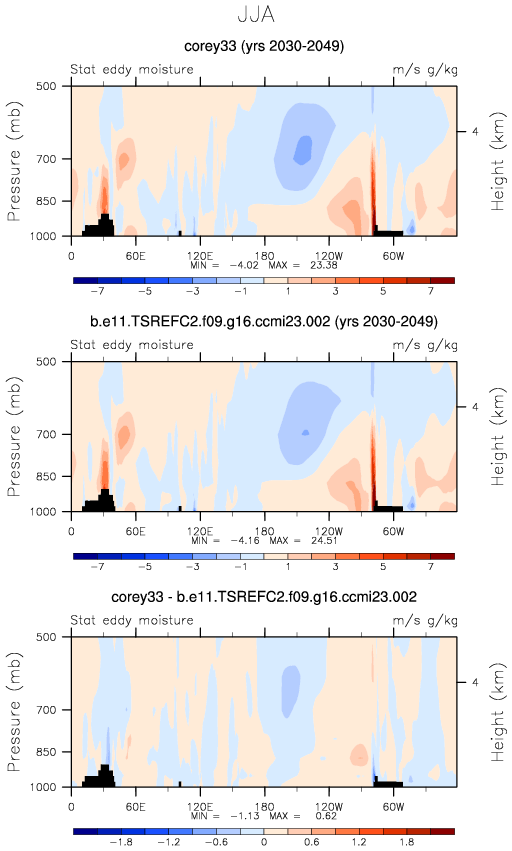 JJA
corey33 (yrs 2030-2049)
Stat eddy moisture m/s g/kg
Pressure (mb)
500
700
850
1000
4
Height (km)
0 60E 120E 180 120W 60W
MIN = -4.02 MAX = 23.38
-7 -5 -3 -1 1 3 5 7
b.e11.TSREFC2.f09.g16.ccmi23.002 (yrs 2030-2049)
Stat eddy moisture m/s g/kg
Pressure (mb)
500
700
850
1000
4
Height (km)
0 60E 120E 180 120W 60W
MIN = -4.16 MAX = 24.51
-7 -5 -3 -1 1 3 5 7
corey33 - b.e11.TSREFC2.f09.g16.ccmi23.002
Stat eddy moisture m/s g/kg
Pressure (mb)
500
700
850
1000
4
Height (km)
0 60E 120E 180 120W 60W
MIN = -1.13 MAX = 0.62
-1.8 -1.2 -0.6 0 0.6 1.2 1.8